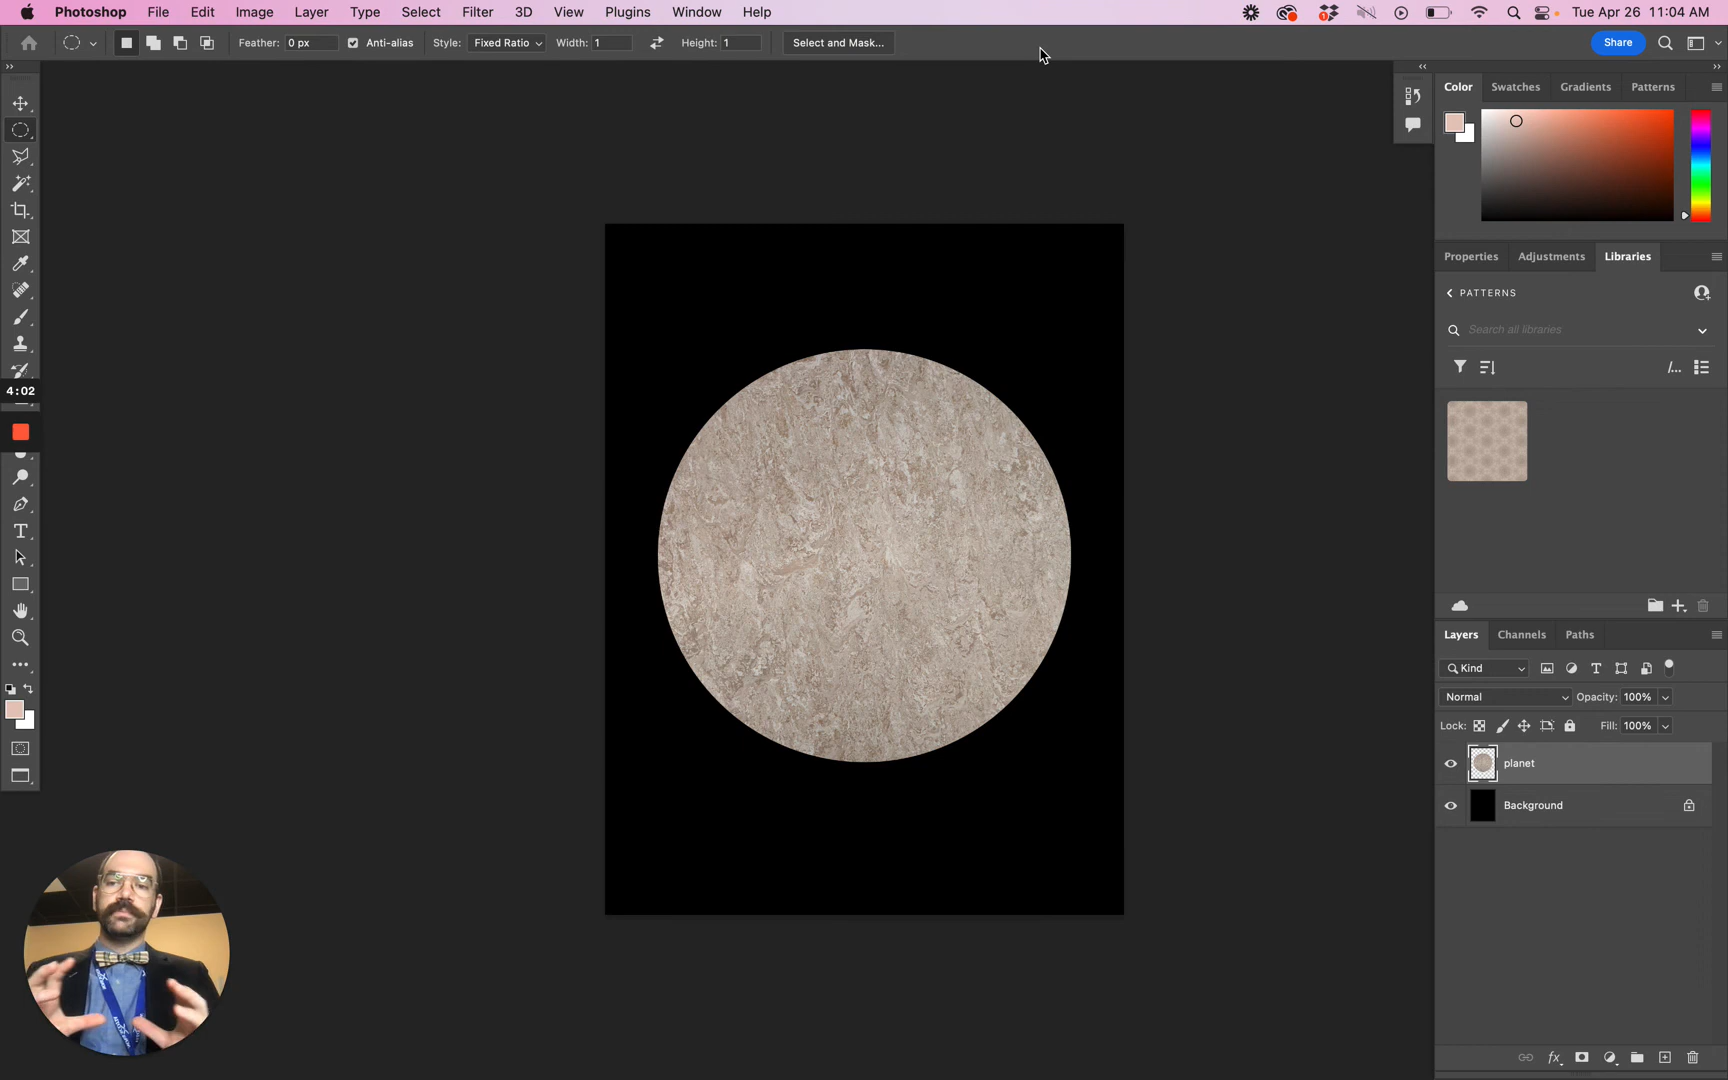 Photoshop File Edit Image Layer Type Select Filter 3D View Plugins Window Help 1 Tue Apr 26 11:04 AM
Feather: 0 px Anti-alias Style: Fixed Ratio Width: 1 Height: 1 Select and Mask... Share
Color Swatches Gradients Patterns
Properties Adjustments Libraries
PATTERNS
Search all libraries
4:02
T
Layers Channels Paths
Kind T
Normal Opacity: 100%
Lock: Fill: 100%
planet
Background
fx